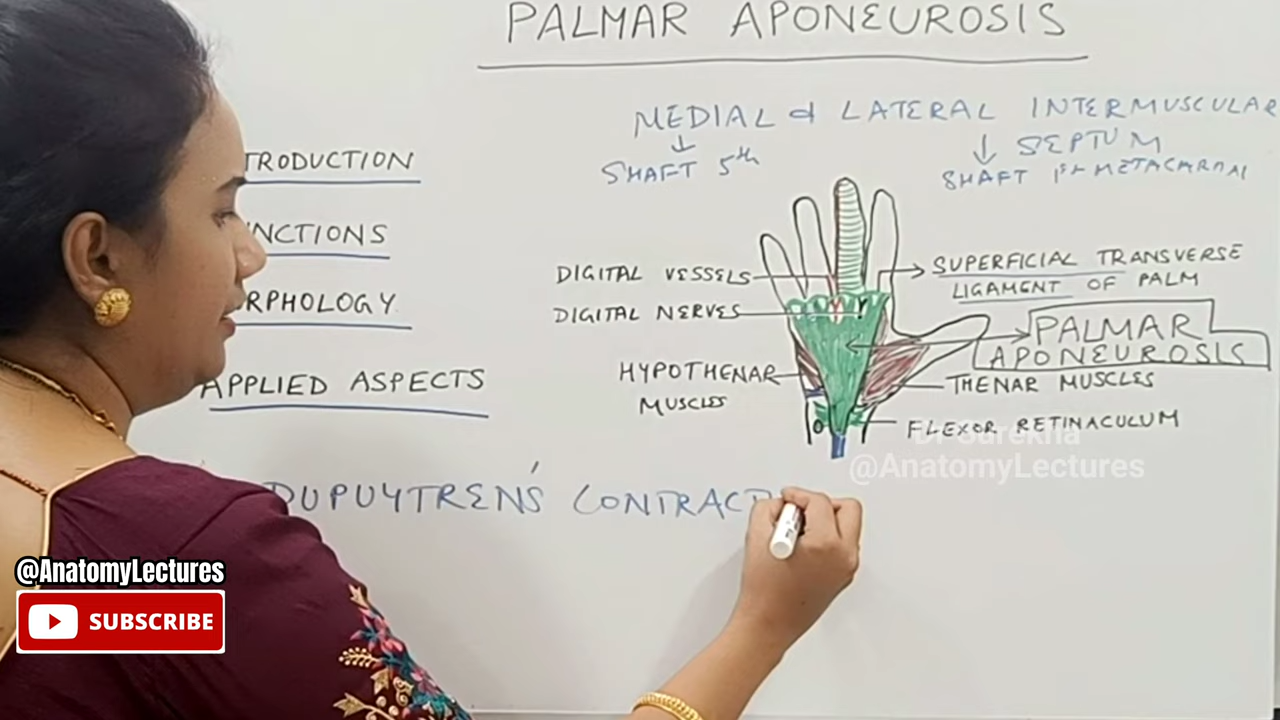 PALMAR APONEUROSIS
MEDIAL & LATERAL INTERMUSCULAR
SEPTUM
SHAFT 5th
SHAFT 1st METACARPAL
TRODUCTION
NCTIONS
RPHOLOGY
APPLIED ASPECTS
DIGITAL VESSELS
DIGITAL NERVES
HYPOTHENAR
MUSCLES
SUPERFICIAL TRANSVERSE
LIGAMENT OF PALM
PALMAR
APONEUROSIS
THENAR MUSCLES
FLEXOR RETINACULUM
Dr Surekha
@AnatomyLectures
DUPUYTREN'S CONTRACT
@AnatomyLectures
SUBSCRIBE